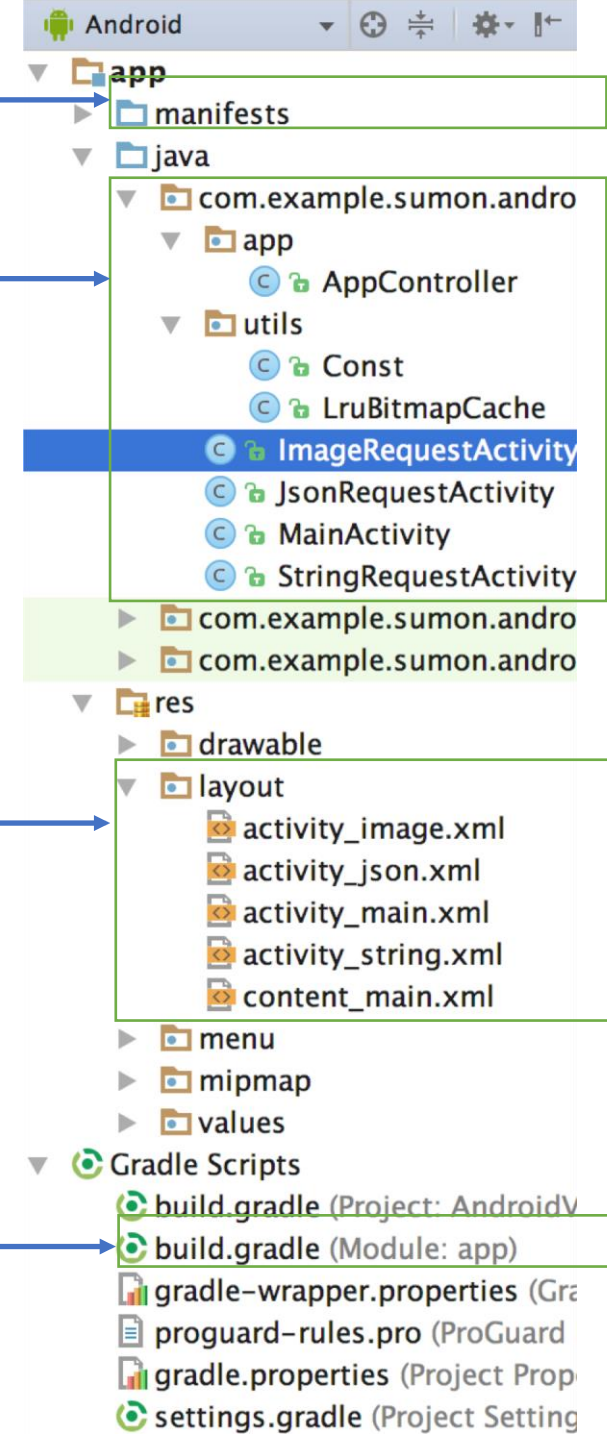 Android
app
manifests
java
com.example.sumon.andro
app
AppController
utils
Const
LruBitmapCache
ImageRequestActivity
JsonRequestActivity
MainActivity
StringRequestActivity
com.example.sumon.andro
com.example.sumon.andro
res
drawable
layout
activity_image.xml
activity_json.xml
activity_main.xml
activity_string.xml
content_main.xml
menu
mipmap
values
Gradle Scripts
build.gradle (Project: AndroidV
build.gradle (Module: app)
gradle-wrapper.properties (Gra
proguard-rules.pro (ProGuard
gradle.properties (Project Prop
settings.gradle (Project Setting